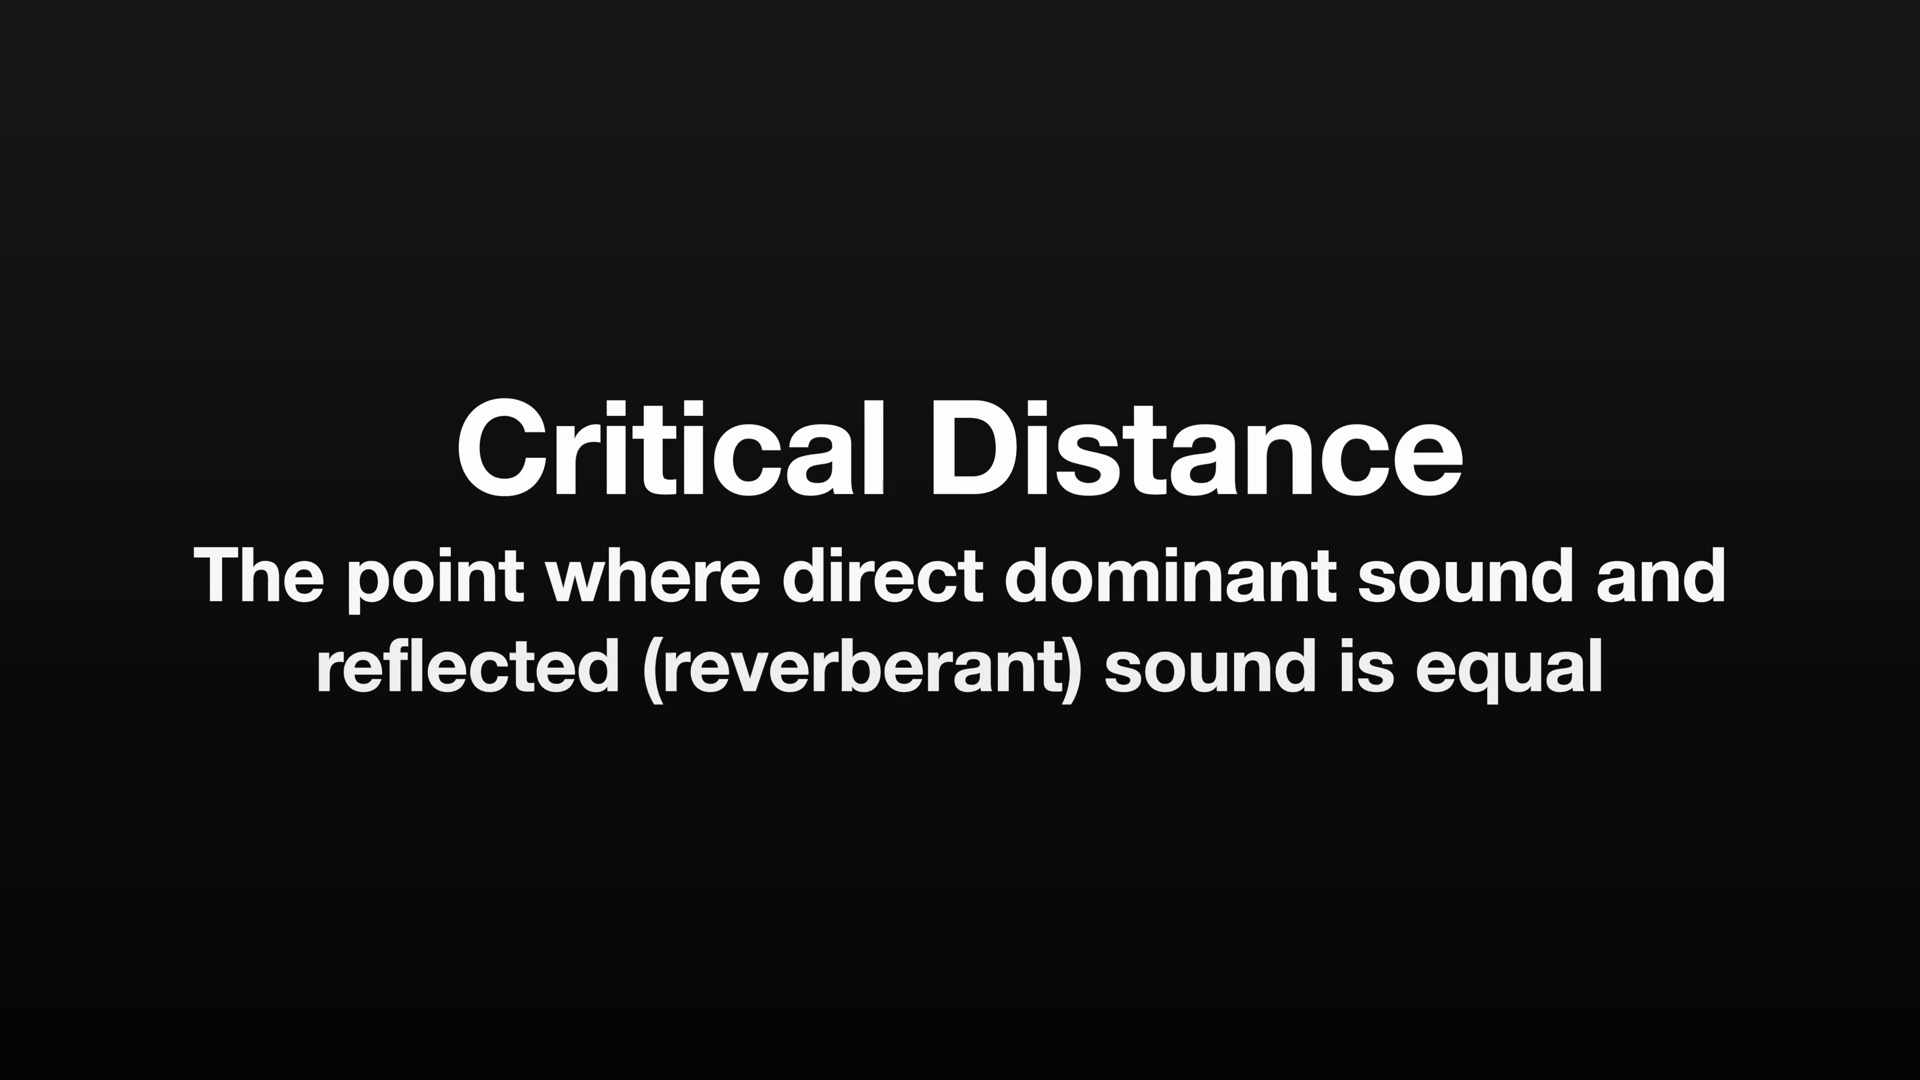 Critical Distance
The point where direct dominant sound and
reflected (reverberant) sound is equal